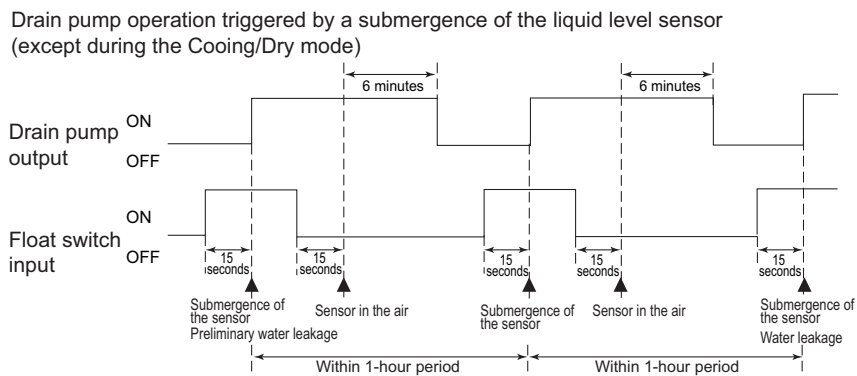 Drain pump operation triggered by a submergence of the liquid level sensor
(except during the Cooing/Dry mode)
6 minutes
6 minutes
Drain pump
output
ON
OFF
Float switch
input
ON
OFF
15
seconds
15
seconds
15
seconds
15
seconds
15
seconds
Submergence of
the sensor
Preliminary water leakage
Sensor in the air
Submergence of
the sensor
Sensor in the air
Submergence of
the sensor
Water leakage
Within 1-hour period
Within 1-hour period